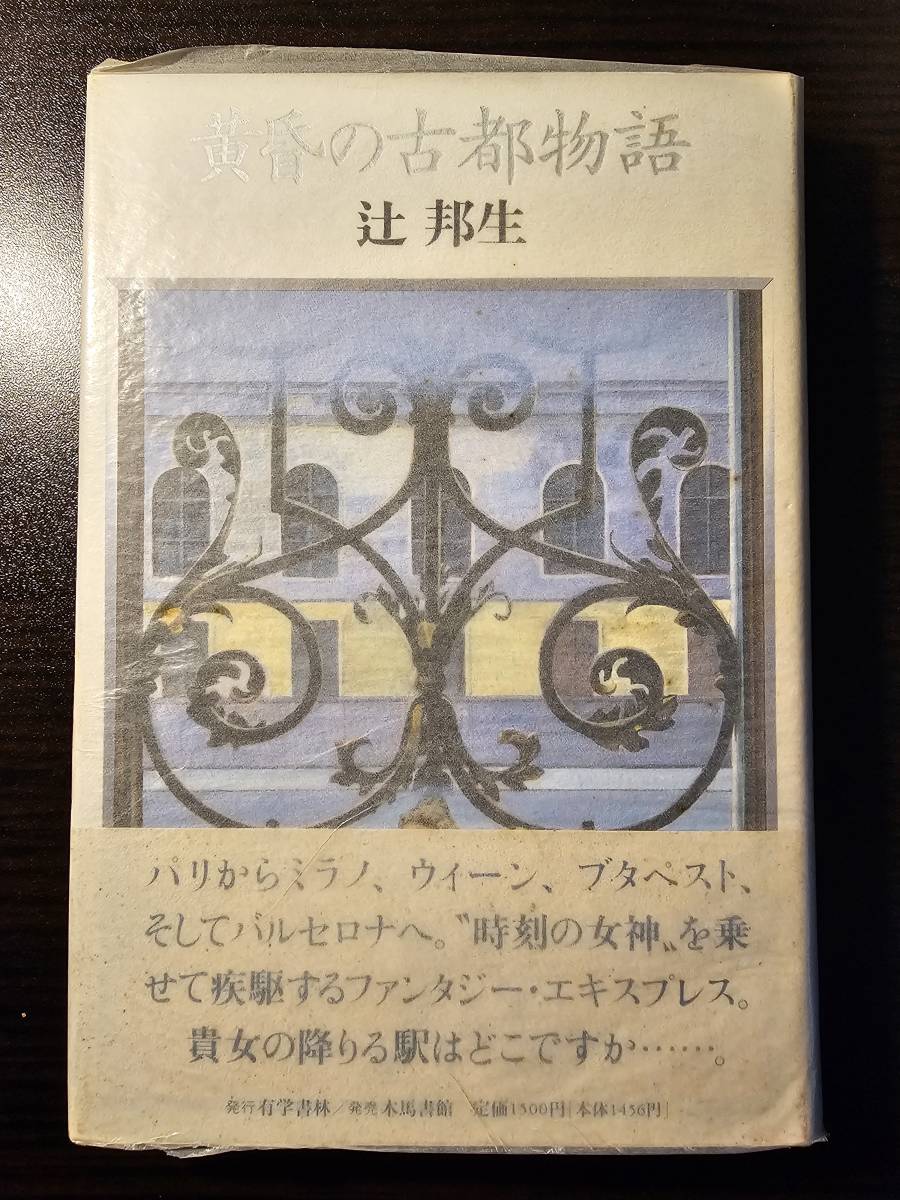 黄昏の古都物語
辻 邦生
パリからミラノ、ウィーン、ブタペスト、
そしてバルセロナへ。〝時刻の女神〟を乗
せて疾駆するファンタジー・エキスプレス。
貴女の降りる駅はどこですか……。
発行 有学書林/発売 木馬書館 定価1500円[本体1456円]